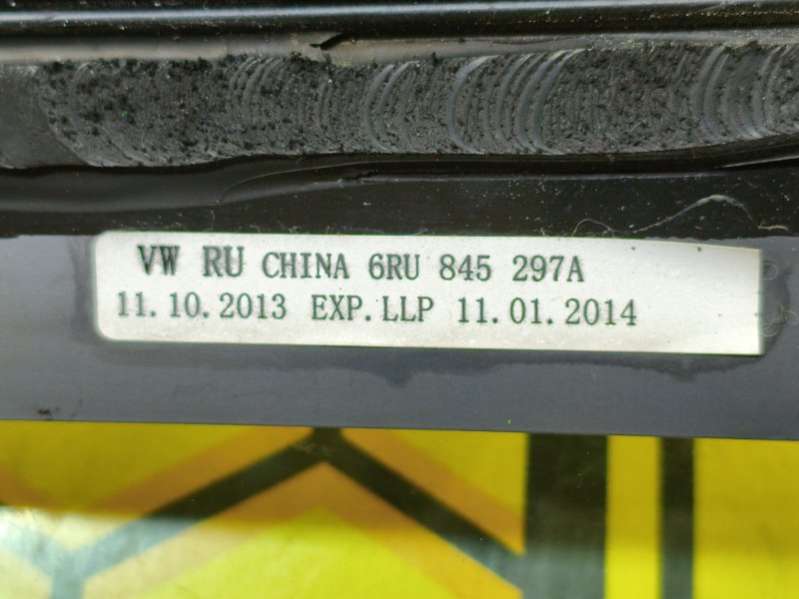 VW RU CHINA 6RU 845 297A
11.10.2013 EXP.LLP 11.01.2014